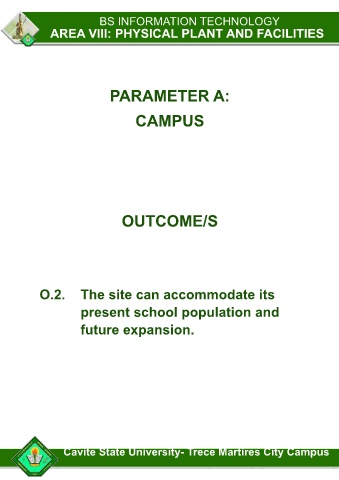 BS INFORMATION TECHNOLOGY
AREA VIII: PHYSICAL PLANT AND FACILITIES
PARAMETER A:
CAMPUS
OUTCOME/S
O.2. The site can accommodate its
present school population and
future expansion.
Cavite State University- Trece Martires City Campus